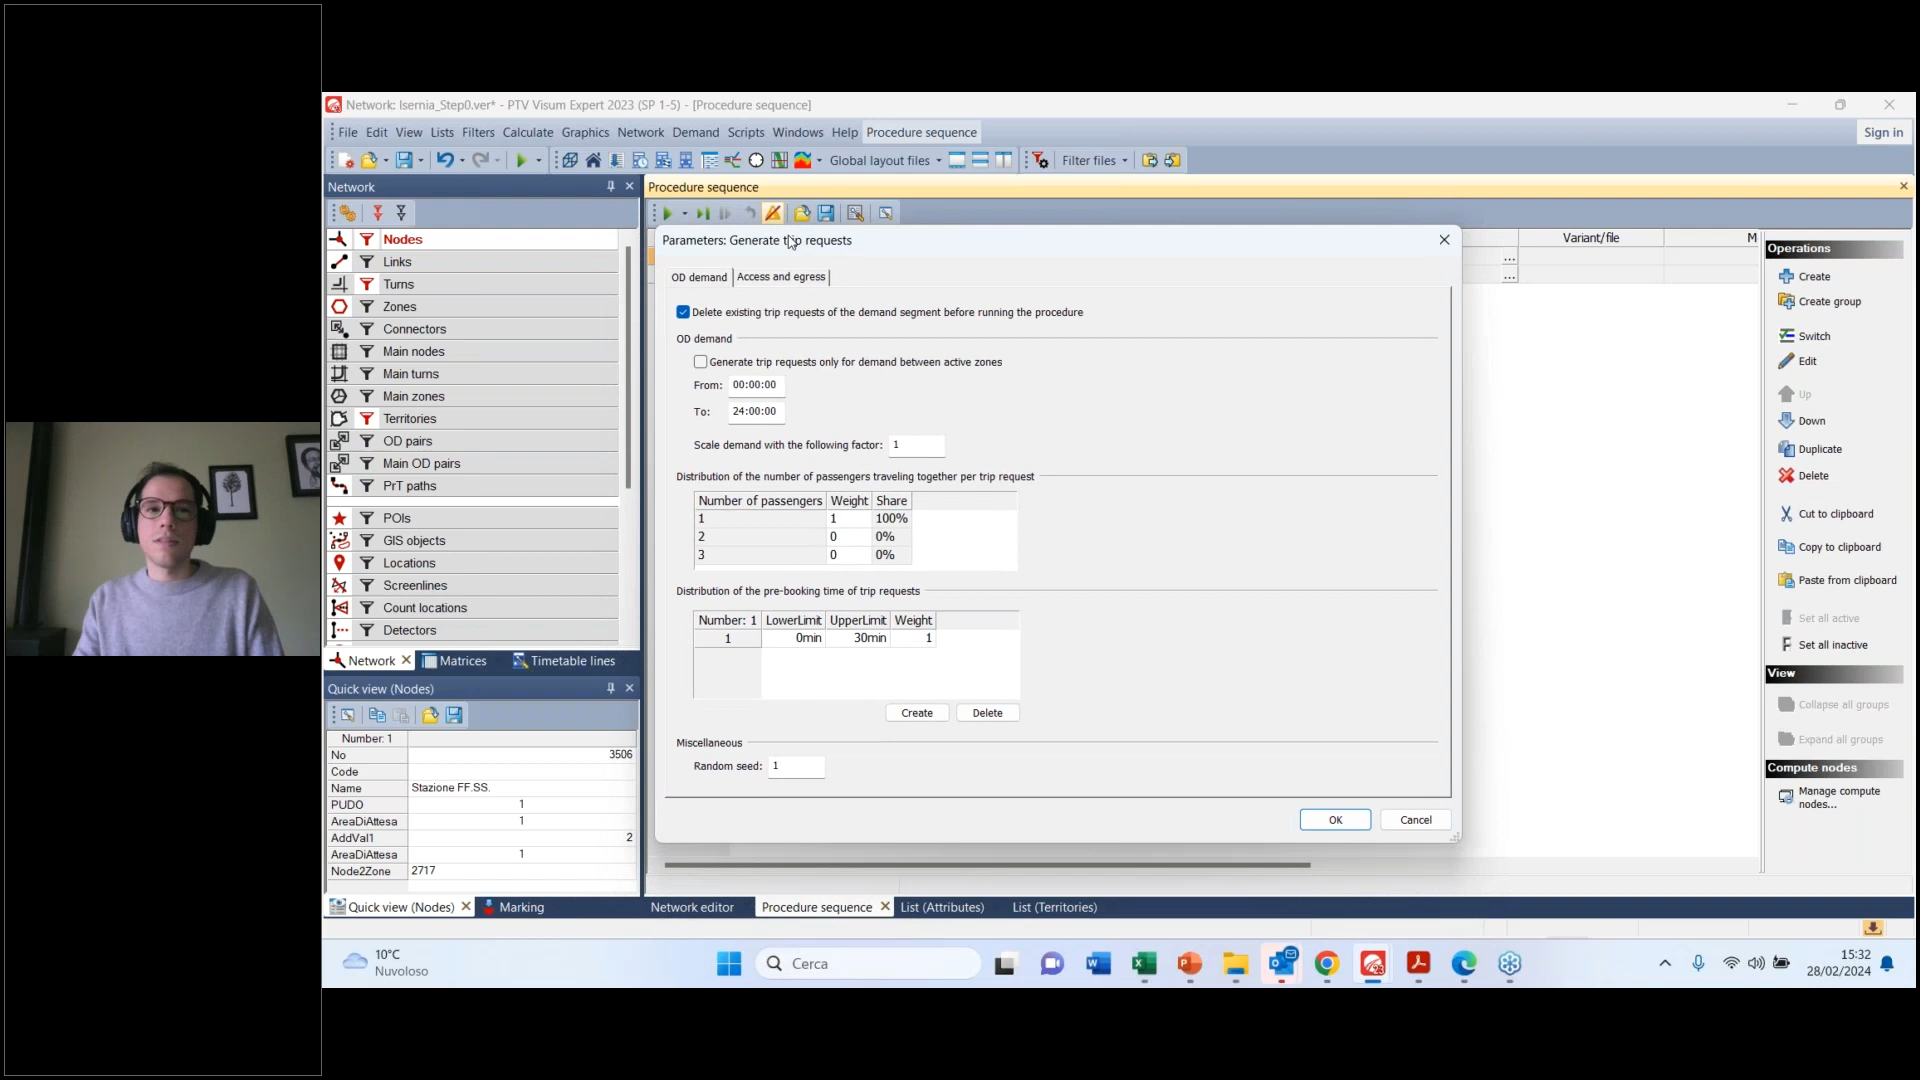 Network: Isernia_Step0.ver* - PTV Visum Expert 2023 (SP 1-5) - [Procedure sequence]
File Edit View Lists Filters Calculate Graphics Network Demand Scripts Windows Help Procedure sequence
Sign in
Global layout files
Filter files
Network
Nodes
Links
Turns
Zones
Connectors
Main nodes
Main turns
Main zones
Territories
OD pairs
Main OD pairs
PrT paths
POIs
GIS objects
Locations
Screenlines
Count locations
Detectors
Network Matrices Timetable lines
Quick view (Nodes)
Number: 1
No 3506
Code
Name Stazione FF.SS.
PUDO 1
AreaDiAttesa 1
AddVal1 2
AreaDiAttesa 1
Node2Zone 2717
Quick view (Nodes) Marking
Procedure sequence
Variant/file
M
...
...
Parameters: Generate trip requests
OD demand Access and egress
Delete existing trip requests of the demand segment before running the procedure
OD demand
Generate trip requests only for demand between active zones
From: 00:00:00
To: 24:00:00
Scale demand with the following factor: 1
Distribution of the number of passengers traveling together per trip request
Number of passengers Weight Share
1 1 100%
2 0 0%
3 0 0%
Distribution of the pre-booking time of trip requests
Number: 1 LowerLimit UpperLimit Weight
1 0min 30min 1
Create Delete
Miscellaneous
Random seed: 1
OK Cancel
Network editor Procedure sequence List (Attributes) List (Territories)
Operations
Create
Create group
Switch
Edit
Up
Down
Duplicate
Delete
Cut to clipboard
Copy to clipboard
Paste from clipboard
Set all active
Set all inactive
View
Collapse all groups
Expand all groups
Compute nodes
Manage compute
nodes...
10°C
Nuvoloso
Cerca
15:32
28/02/2024